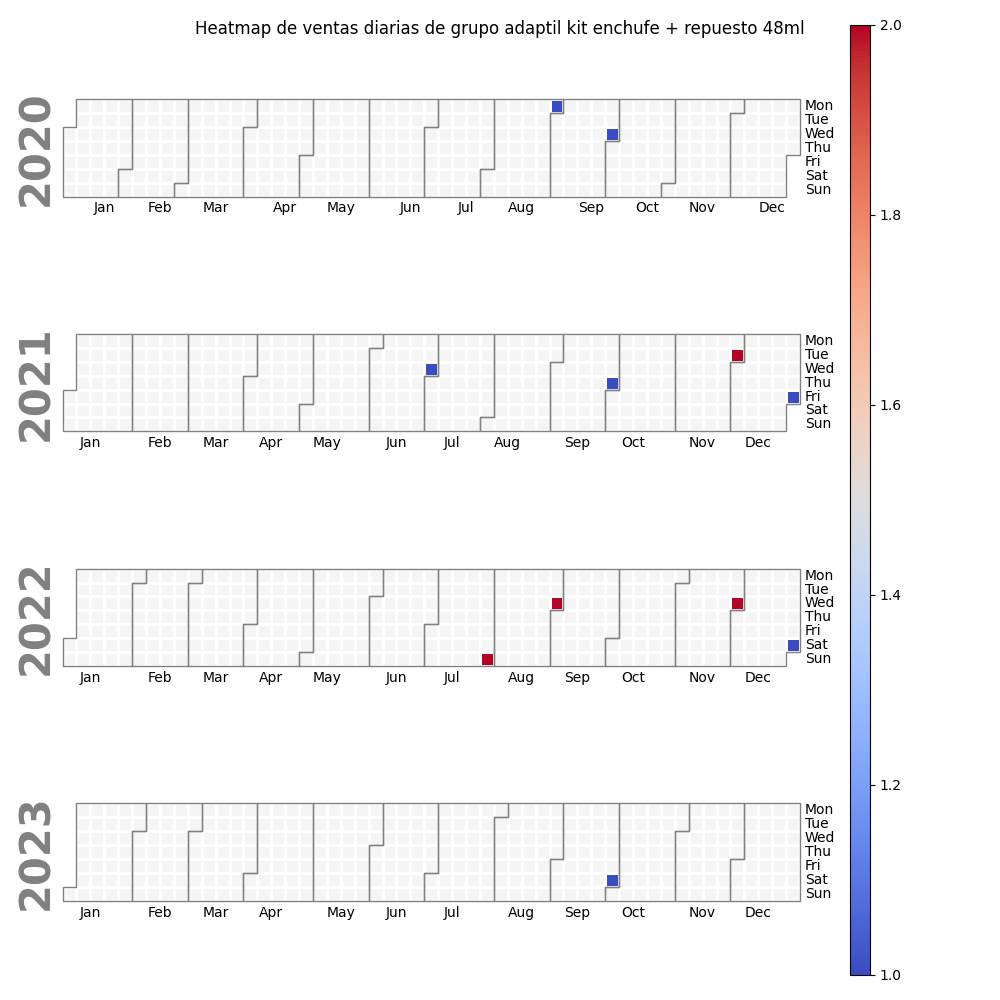 Heatmap de ventas diarias de grupo adaptil kit enchufe + repuesto 48ml
2020
Mon
Tue
Wed
Thu
Fri
Sat
Sun
Jan Feb Mar Apr May Jun Jul Aug Sep Oct Nov Dec
2021
Mon
Tue
Wed
Thu
Fri
Sat
Sun
Jan Feb Mar Apr May Jun Jul Aug Sep Oct Nov Dec
2022
Mon
Tue
Wed
Thu
Fri
Sat
Sun
Jan Feb Mar Apr May Jun Jul Aug Sep Oct Nov Dec
2023
Mon
Tue
Wed
Thu
Fri
Sat
Sun
Jan Feb Mar Apr May Jun Jul Aug Sep Oct Nov Dec
2.0
1.8
1.6
1.4
1.2
1.0